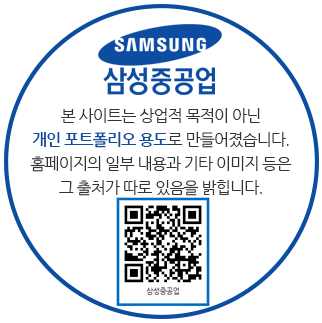 SAMSUNG
삼성중공업
본 사이트는 상업적 목적이 아닌
개인 포트폴리오 용도로 만들어졌습니다.
홈페이지의 일부 내용과 기타 이미지 등은
그 출처가 따로 있음을 밝힙니다.
삼성중공업